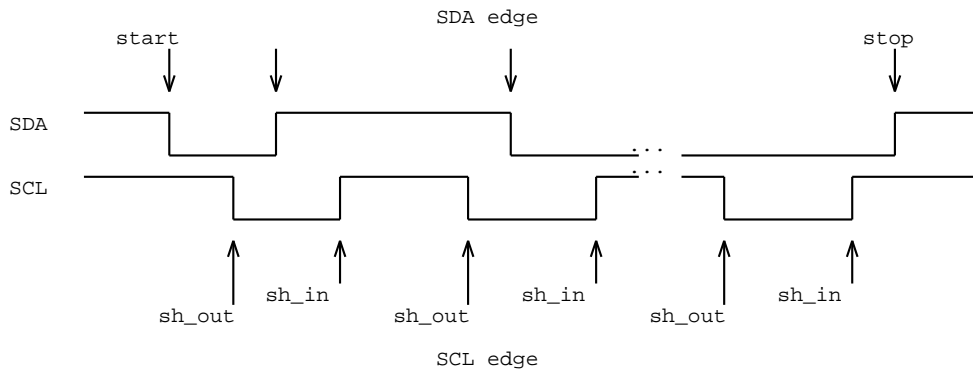 SDA edge
start stop
SDA
. . .
. . .
SCL
sh_in sh_in sh_in
sh_out sh_out sh_out
SCL edge